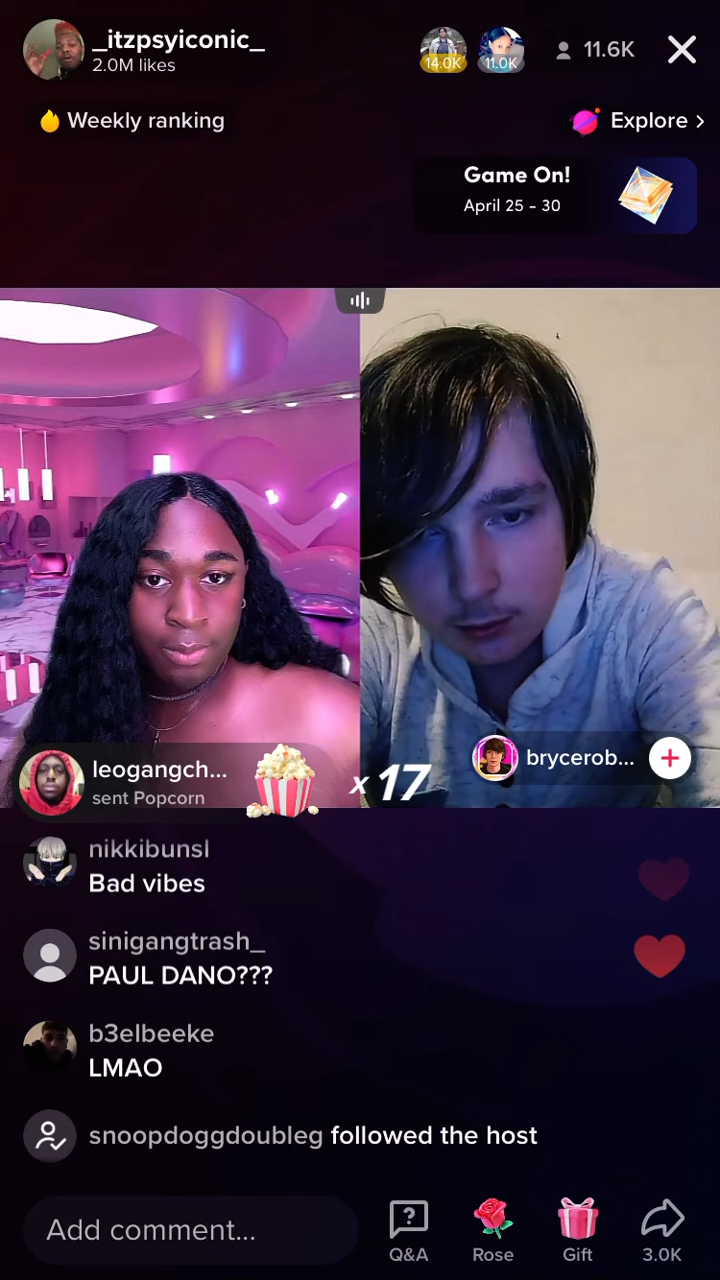 _itzpsyiconic_
2.0M likes
14.0K
11.0K
11.6K
Weekly ranking
Explore >
Game On!
April 25 - 30
brycerob...
leogangch...
sent Popcorn
x 17
nikkibunsl
Bad vibes
sinigangtrash_
PAUL DANO???
b3elbeeke
LMAO
snoopdoggdoubleg followed the host
Add comment...
?
Q&A
Rose
Gift
3.0K